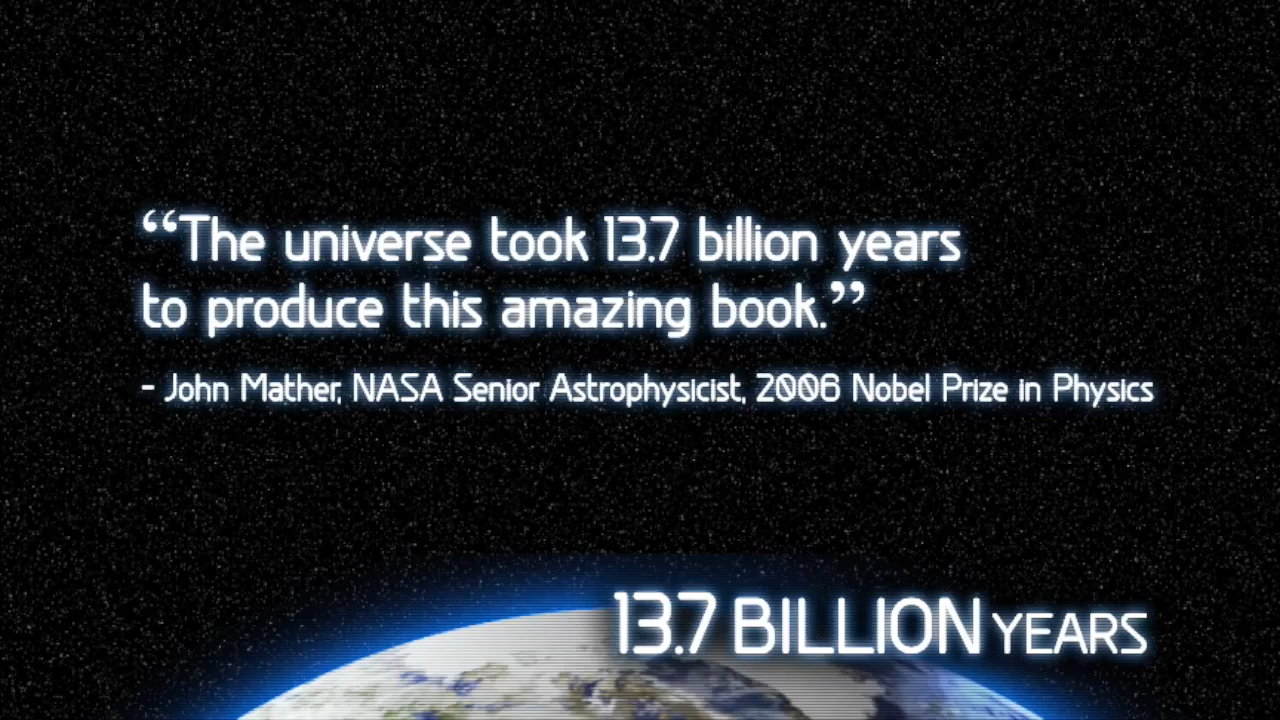 “The universe took 13.7 billion years
to produce this amazing book.”
- John Mather, NASA Senior Astrophysicist, 2006 Nobel Prize in Physics
13.7 BILLION YEARS